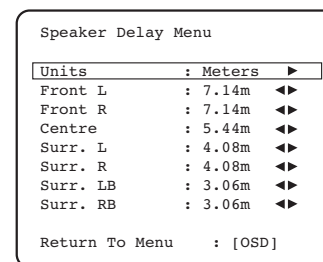 Speaker Delay Menu
Units : Meters ►
Front L : 7.14m ◄►
Front R : 7.14m ◄►
Centre : 5.44m ◄►
Surr. L : 4.08m ◄►
Surr. R : 4.08m ◄►
Surr. LB : 3.06m ◄►
Surr. RB : 3.06m ◄►
Return To Menu : [OSD]